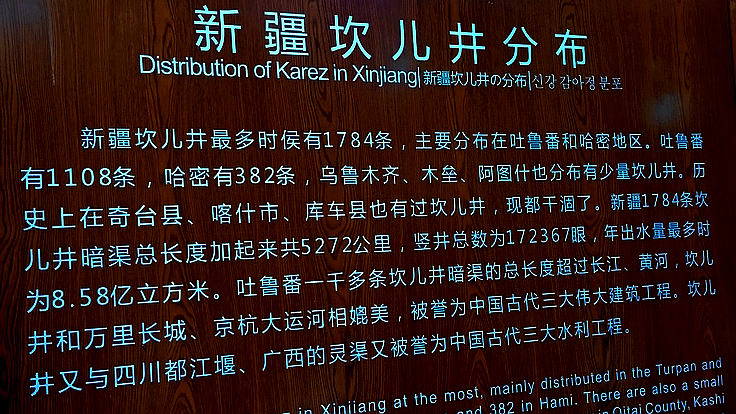 新疆坎儿井分布
Distribution of Karez in Xinjiang|新疆坎儿井の分布|신강 감아정 분포
新疆坎儿井最多时侯有1784条，主要分布在吐鲁番和哈密地区。吐鲁番
有1108条，哈密有382条，乌鲁木齐、木垒、阿图什也分布有少量坎儿井。历
史上在奇台县、喀什市、库车县也有过坎儿井，现都干涸了。新疆1784条坎
儿井暗渠总长度加起来共5272公里，竖井总数为172367眼，年出水量最多时
为8.58亿立方米。吐鲁番一千多条坎儿井暗渠的总长度超过长江、黄河，坎儿
井和万里长城、京杭大运河相媲美，被誉为中国古代三大伟大建筑工程。坎儿
井又与四川都江堰、广西的灵渠又被誉为中国古代三大水利工程。
in Xinjiang at the most, mainly distributed in the Turpan and
and 382 in Hami. There are also a small
in Qitai County, Kashi